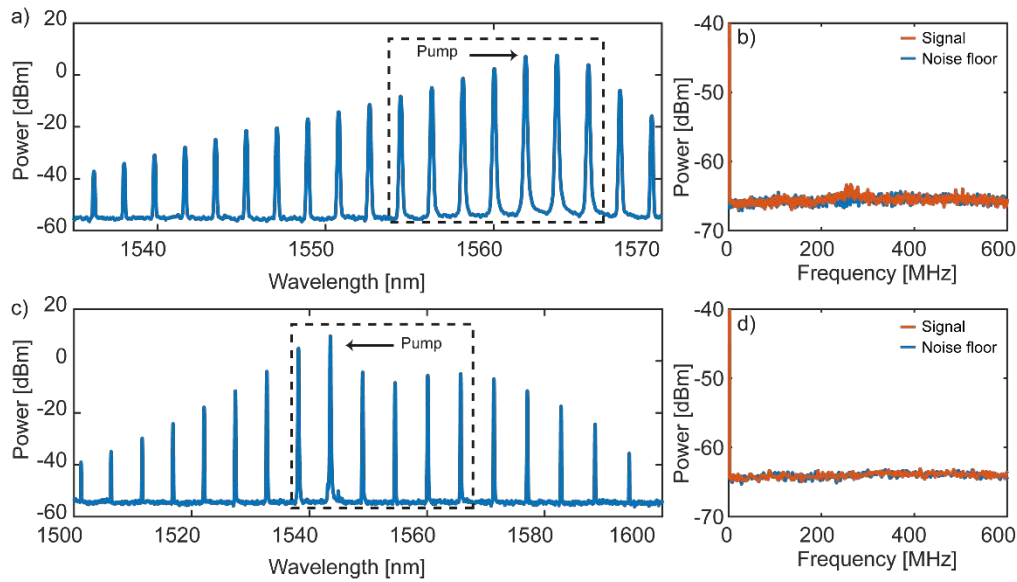 a)
20
0
-20
-40
-60
Power [dBm]
Pump
1540
1550
1560
1570
Wavelength [nm]
b)
-40
-50
-60
-70
Power [dBm]
Signal
Noise floor
0
200
400
600
Frequency [MHz]
c)
20
0
-20
-40
-60
Power [dBm]
Pump
1500
1520
1540
1560
1580
1600
Wavelength [nm]
d)
-40
-50
-60
-70
Power [dBm]
Signal
Noise floor
0
200
400
600
Frequency [MHz]